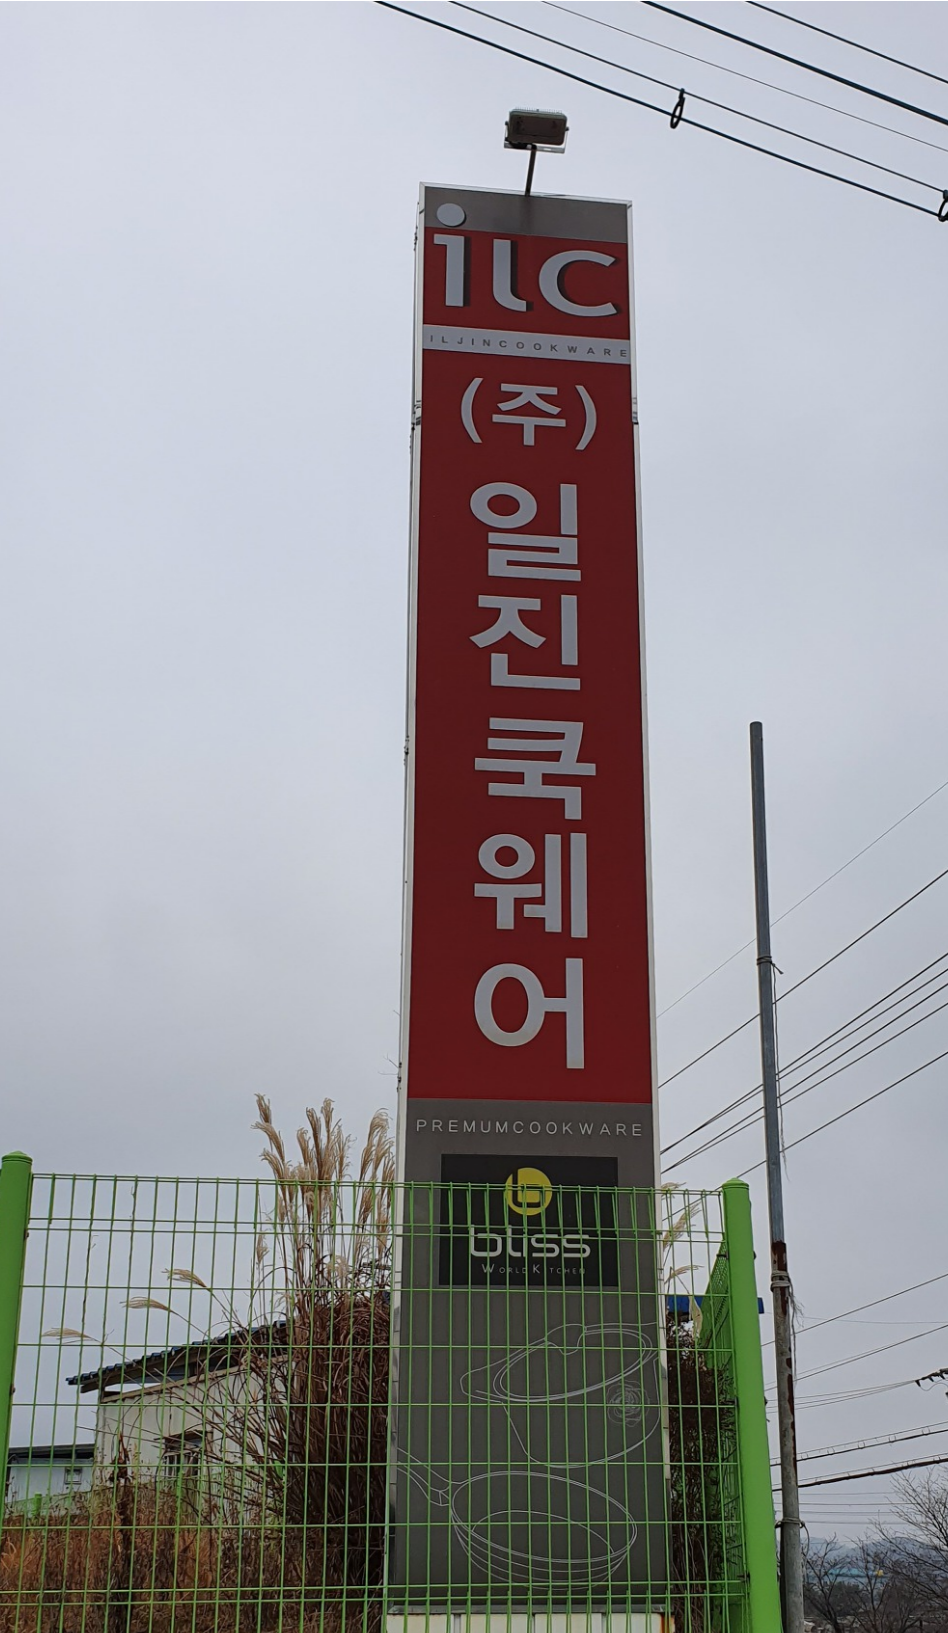 ilc
ILJINCOOKWARE
(주)
일
진
쿡
웨
어
PREMUMCOOKWARE
b
bliss
WORLD KITCHEN